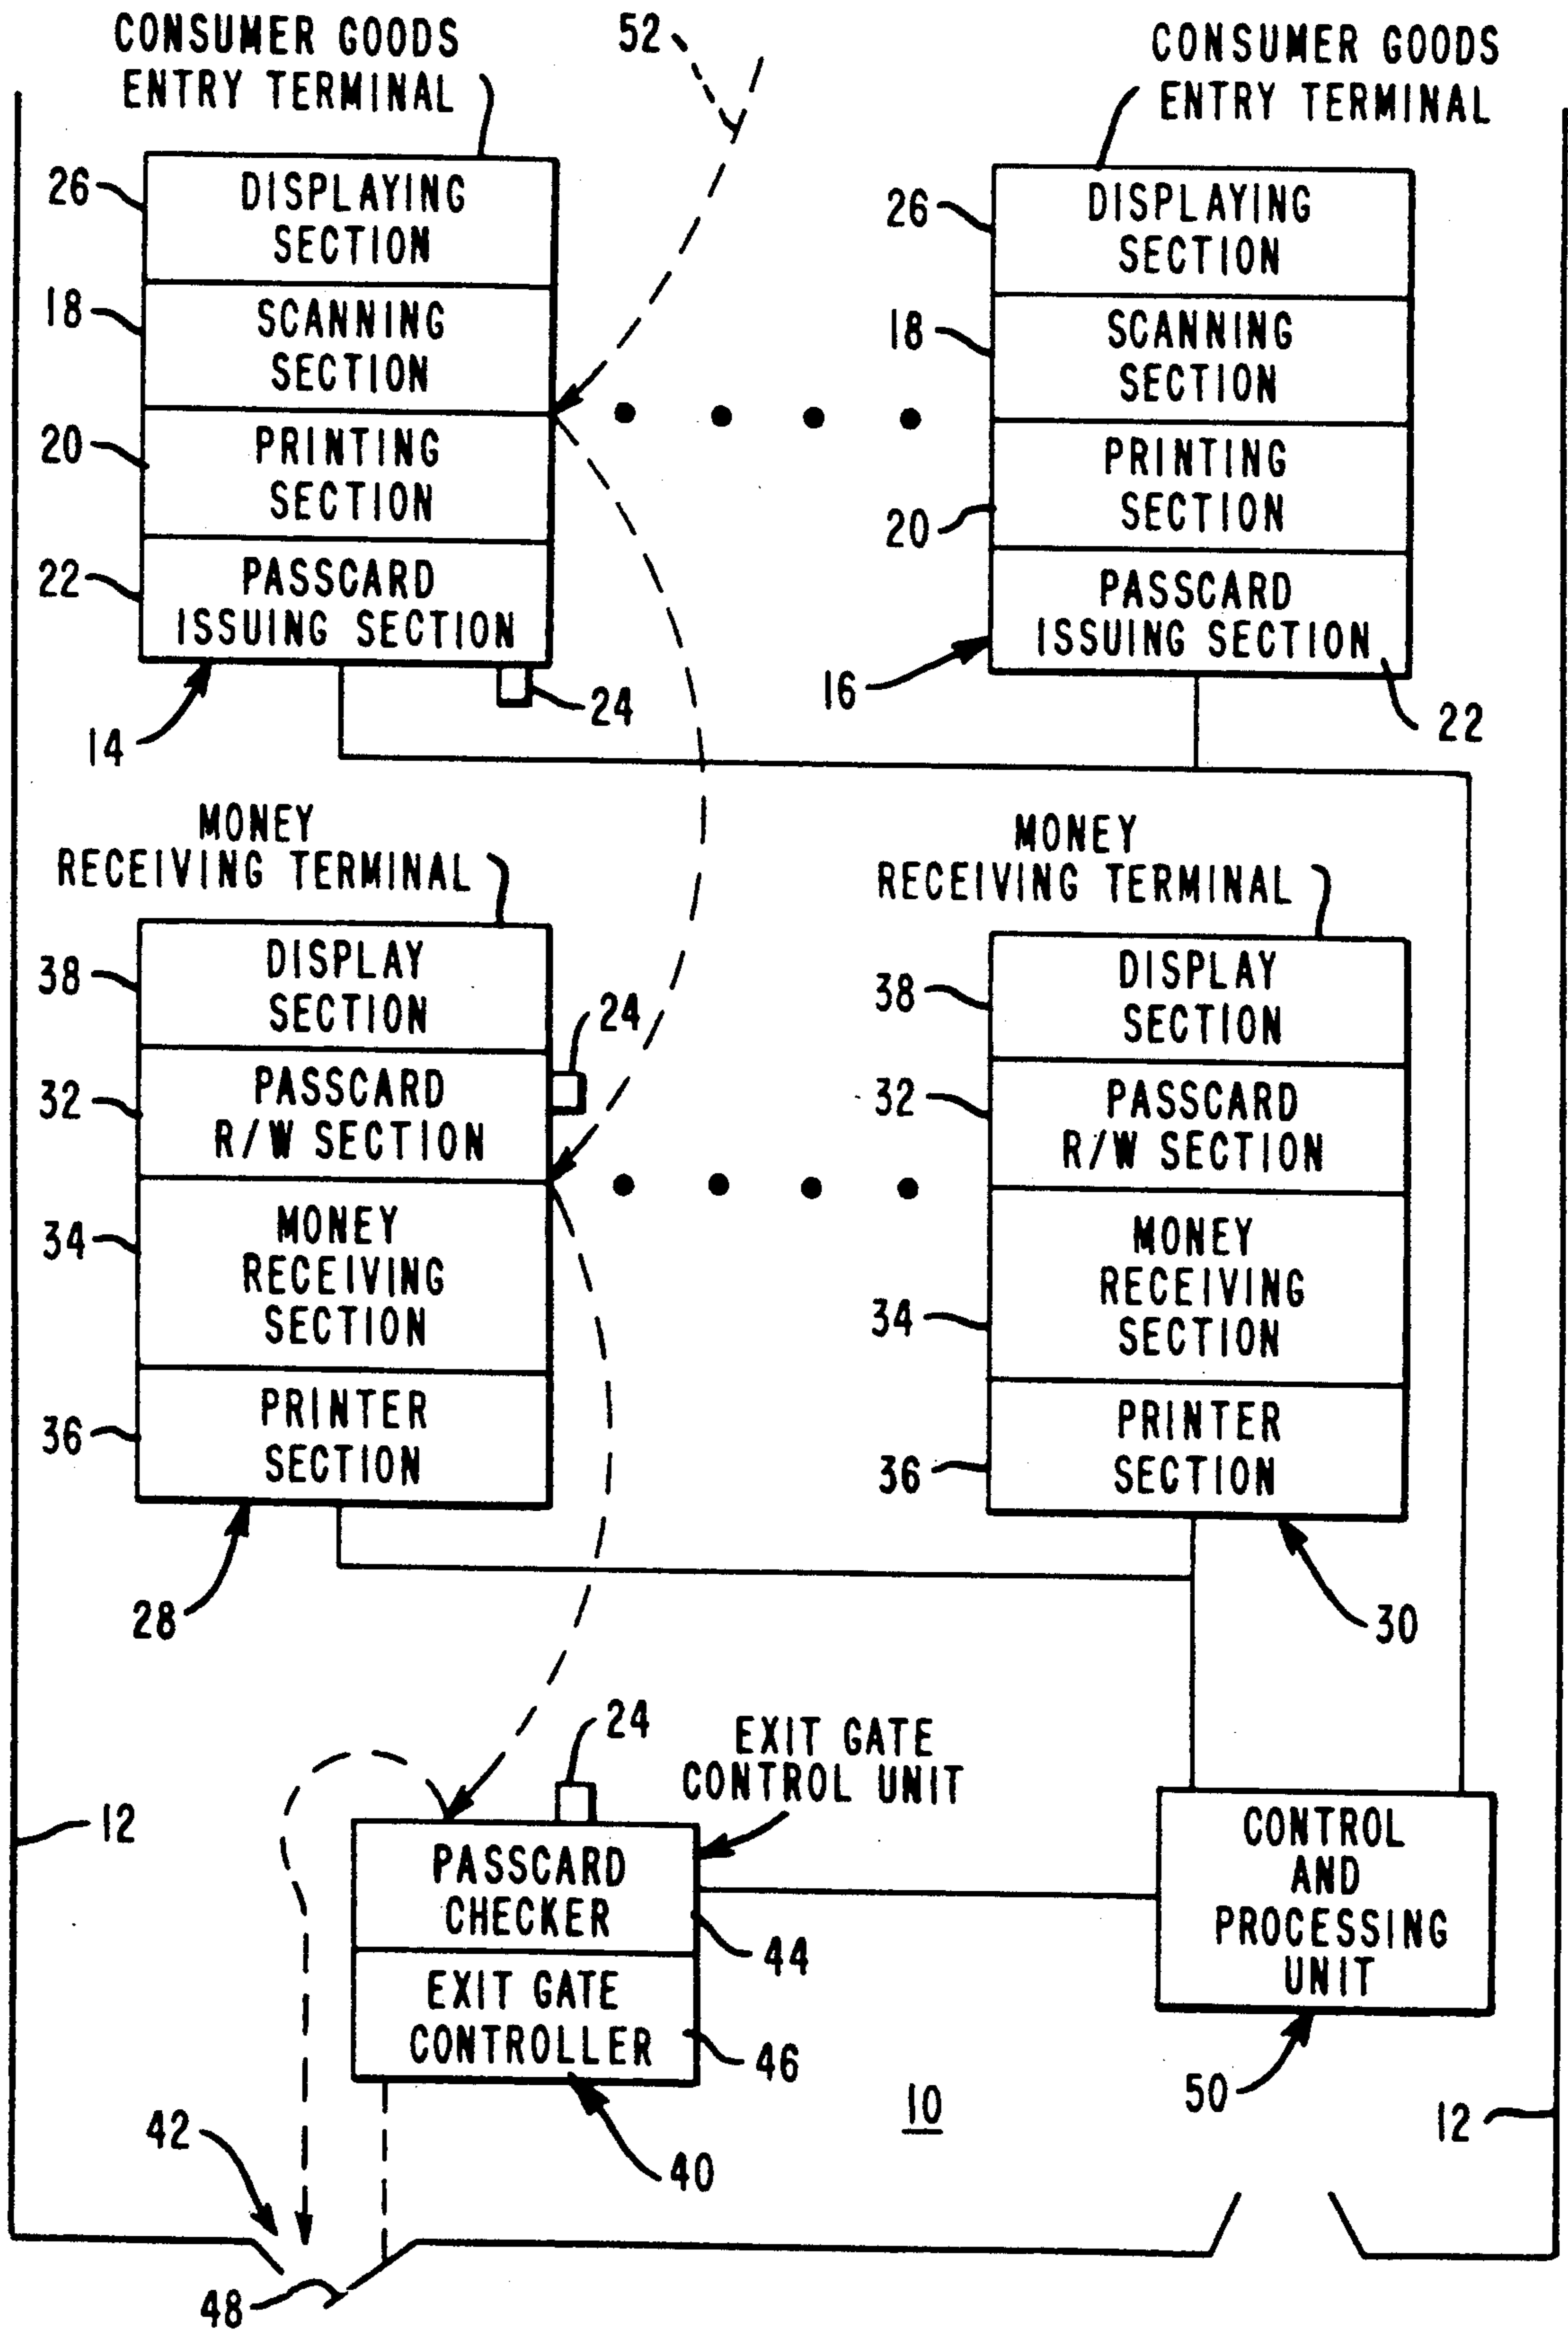 CONSUMER GOODS
ENTRY TERMINAL
52
CONSUMER GOODS
ENTRY TERMINAL
26
DISPLAYING
SECTION
18
SCANNING
SECTION
20
PRINTING
SECTION
22
PASSCARD
ISSUING SECTION
14
24
26
DISPLAYING
SECTION
18
SCANNING
SECTION
20
PRINTING
SECTION
PASSCARD
ISSUING SECTION
16
22
MONEY
RECEIVING TERMINAL
38
DISPLAY
SECTION
24
32
PASSCARD
R/W SECTION
34
MONEY
RECEIVING
SECTION
36
PRINTER
SECTION
28
MONEY
RECEIVING TERMINAL
38
DISPLAY
SECTION
32
PASSCARD
R/W SECTION
34
MONEY
RECEIVING
SECTION
36
PRINTER
SECTION
30
12
24
EXIT GATE
CONTROL UNIT
PASSCARD
CHECKER
44
EXIT GATE
CONTROLLER
46
40
CONTROL
AND
PROCESSING
UNIT
50
10
12
42
48